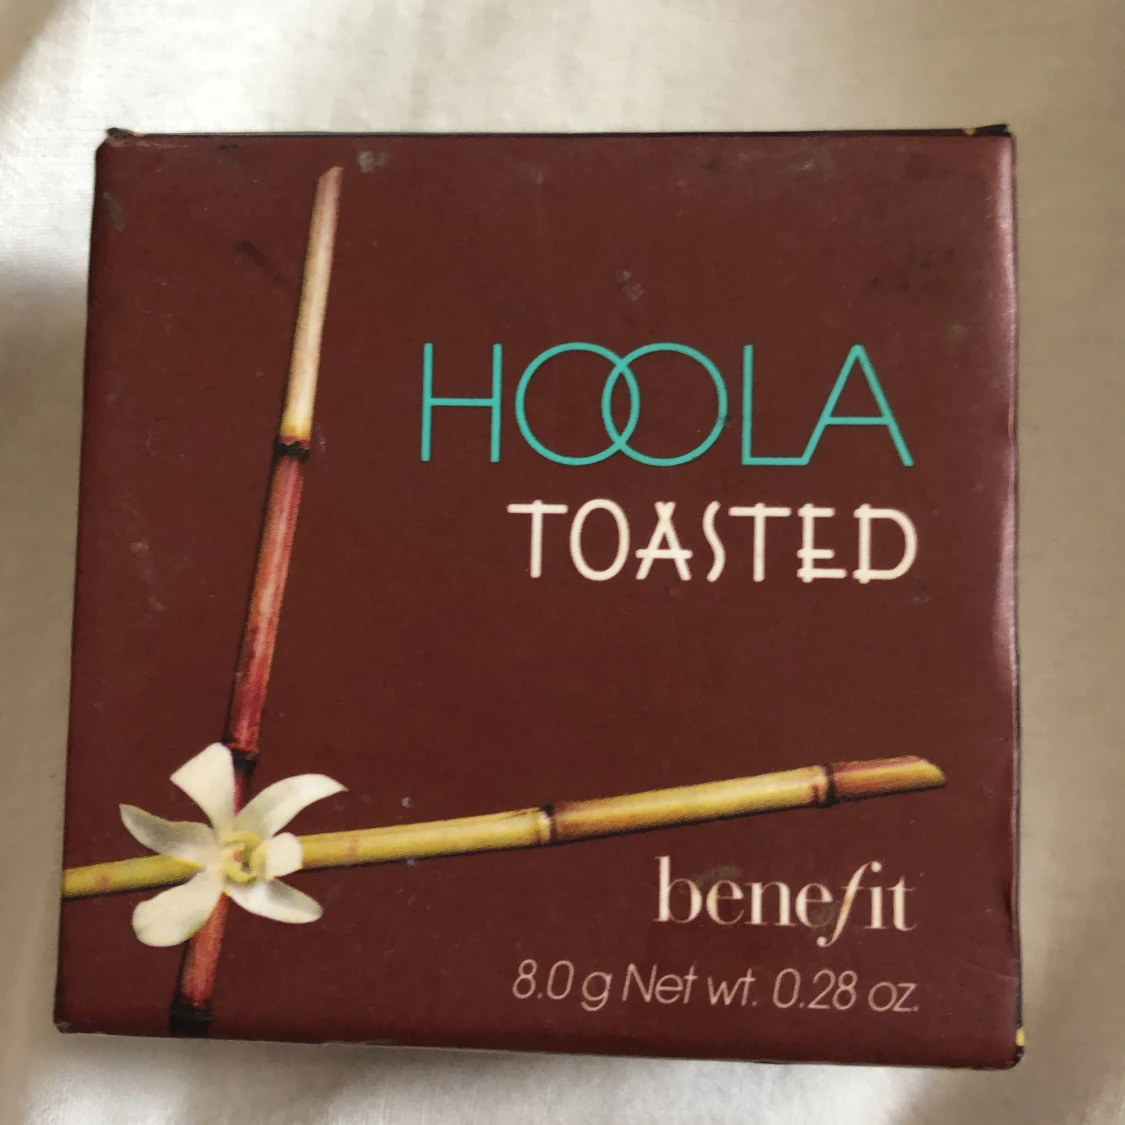 HOOLA
TOASTED
benefit
8.0 g Net wt. 0.28 oz.